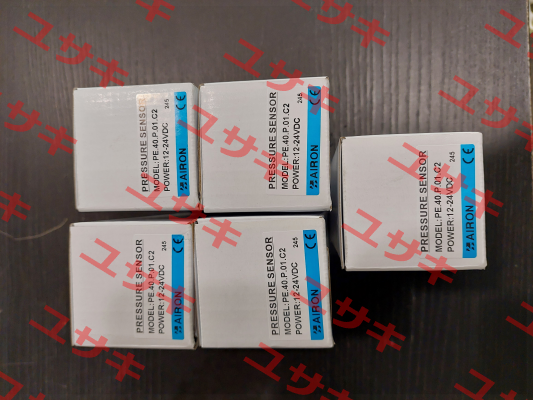 PRESSURE SENSOR
MODEL:PE.40.P.01.C2
POWER:12-24VDC
245
AIRON
CE
PRESSURE SENSOR
MODEL:PE.40.P.01.C2
POWER:12-24VDC
245
AIRON
CE
PRESSURE SENSOR
MODEL:PE.40.P.01.C2
POWER:12-24VDC
245
AIRON
CE
PRESSURE SENSOR
MODEL:PE.40.P.01.C2
POWER:12-24VDC
245
AIRON
CE
PRESSURE SENSOR
MODEL:PE.40.P.01.C2
POWER:12-24VDC
245
AIRON
CE
ユサキ
ユサキ
ユサキ
ユサキ
ユサキ
ユサキ
ユサキ
ユサキ